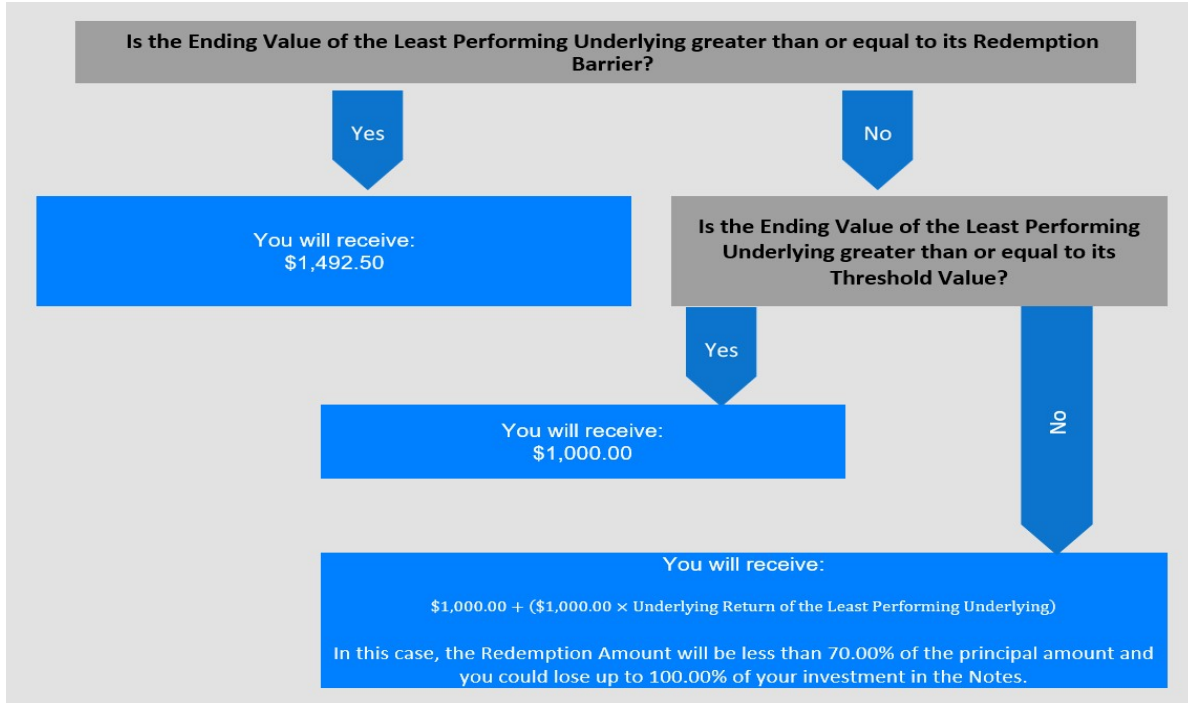 Is the Ending Value of the Least Performing Underlying greater than or equal to its Redemption
Barrier?
Yes
No
You will receive:
$1,492.50
Is the Ending Value of the Least Performing
Underlying greater than or equal to its
Threshold Value?
Yes
No
You will receive:
$1,000.00
You will receive:
$1,000.00 + ($1,000.00 × Underlying Return of the Least Performing Underlying)
In this case, the Redemption Amount will be less than 70.00% of the principal amount and
you could lose up to 100.00% of your investment in the Notes.